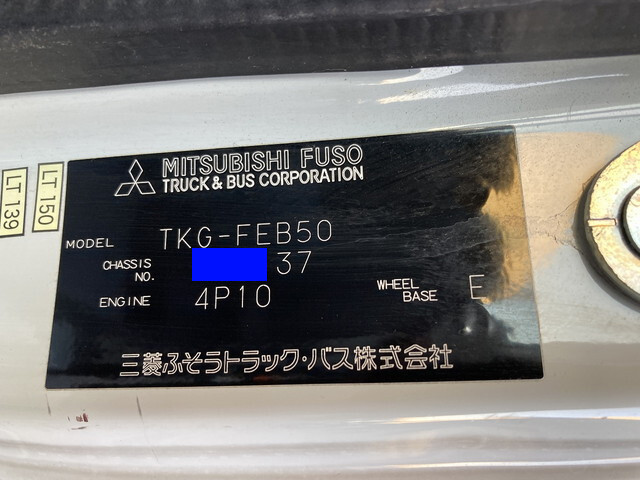 MITSUBISHI FUSO
TRUCK & BUS CORPORATION
LT 150
LT 139
MODEL TKG-FEB50
CHASSIS NO. 37
ENGINE 4P10
WHEEL BASE E
三菱ふそうトラック・バス株式会社